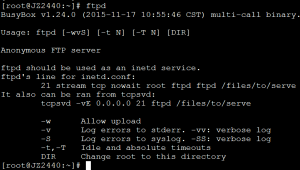 [root@JZ2440:~]# ftpd
BusyBox v1.24.0 (2015-11-17 10:55:46 CST) multi-call binary.

Usage: ftpd [-wvS] [-t N] [-T N] [DIR]

Anonymous FTP server

ftpd should be used as an inetd service.
ftpd's line for inetd.conf:
        21 stream tcp nowait root ftpd ftpd /files/to/serve
It also can be ran from tcpsvd:
        tcpsvd -vE 0.0.0.0 21 ftpd /files/to/serve

        -w      Allow upload
        -v      Log errors to stderr. -vv: verbose log
        -S      Log errors to syslog. -SS: verbose log
        -t,-T   Idle and absolute timeouts
        DIR     Change root to this directory
[root@JZ2440:~]#